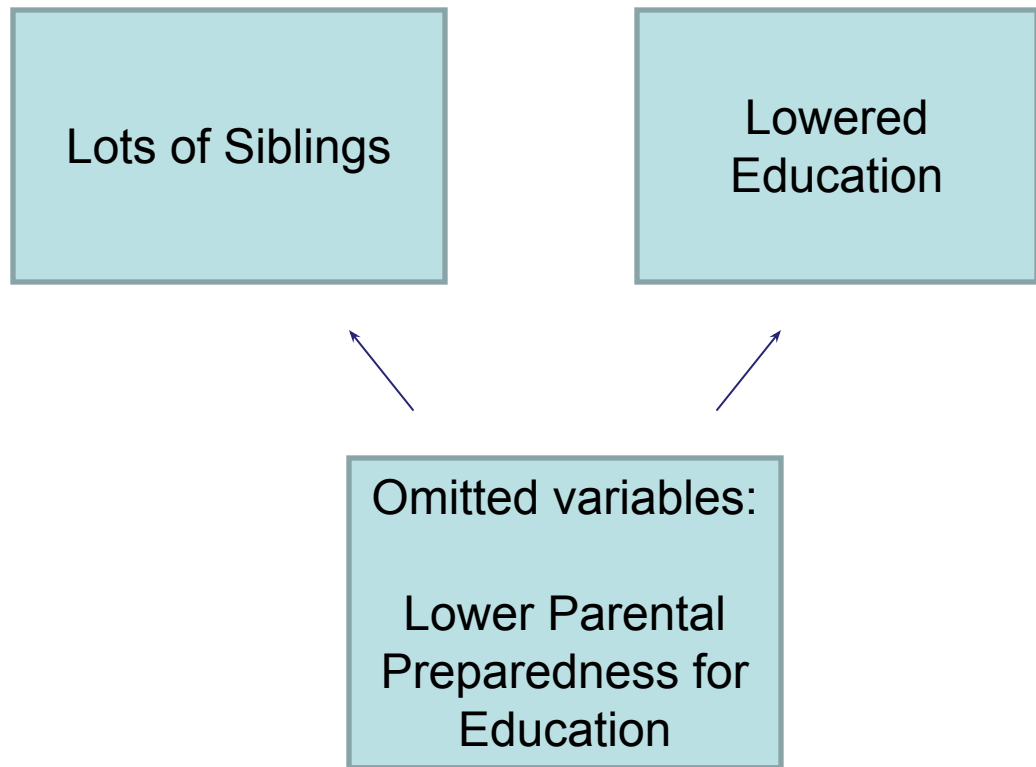 Lots of Siblings
Lowered
Education
Omitted variables:
Lower Parental
Preparedness for
Education